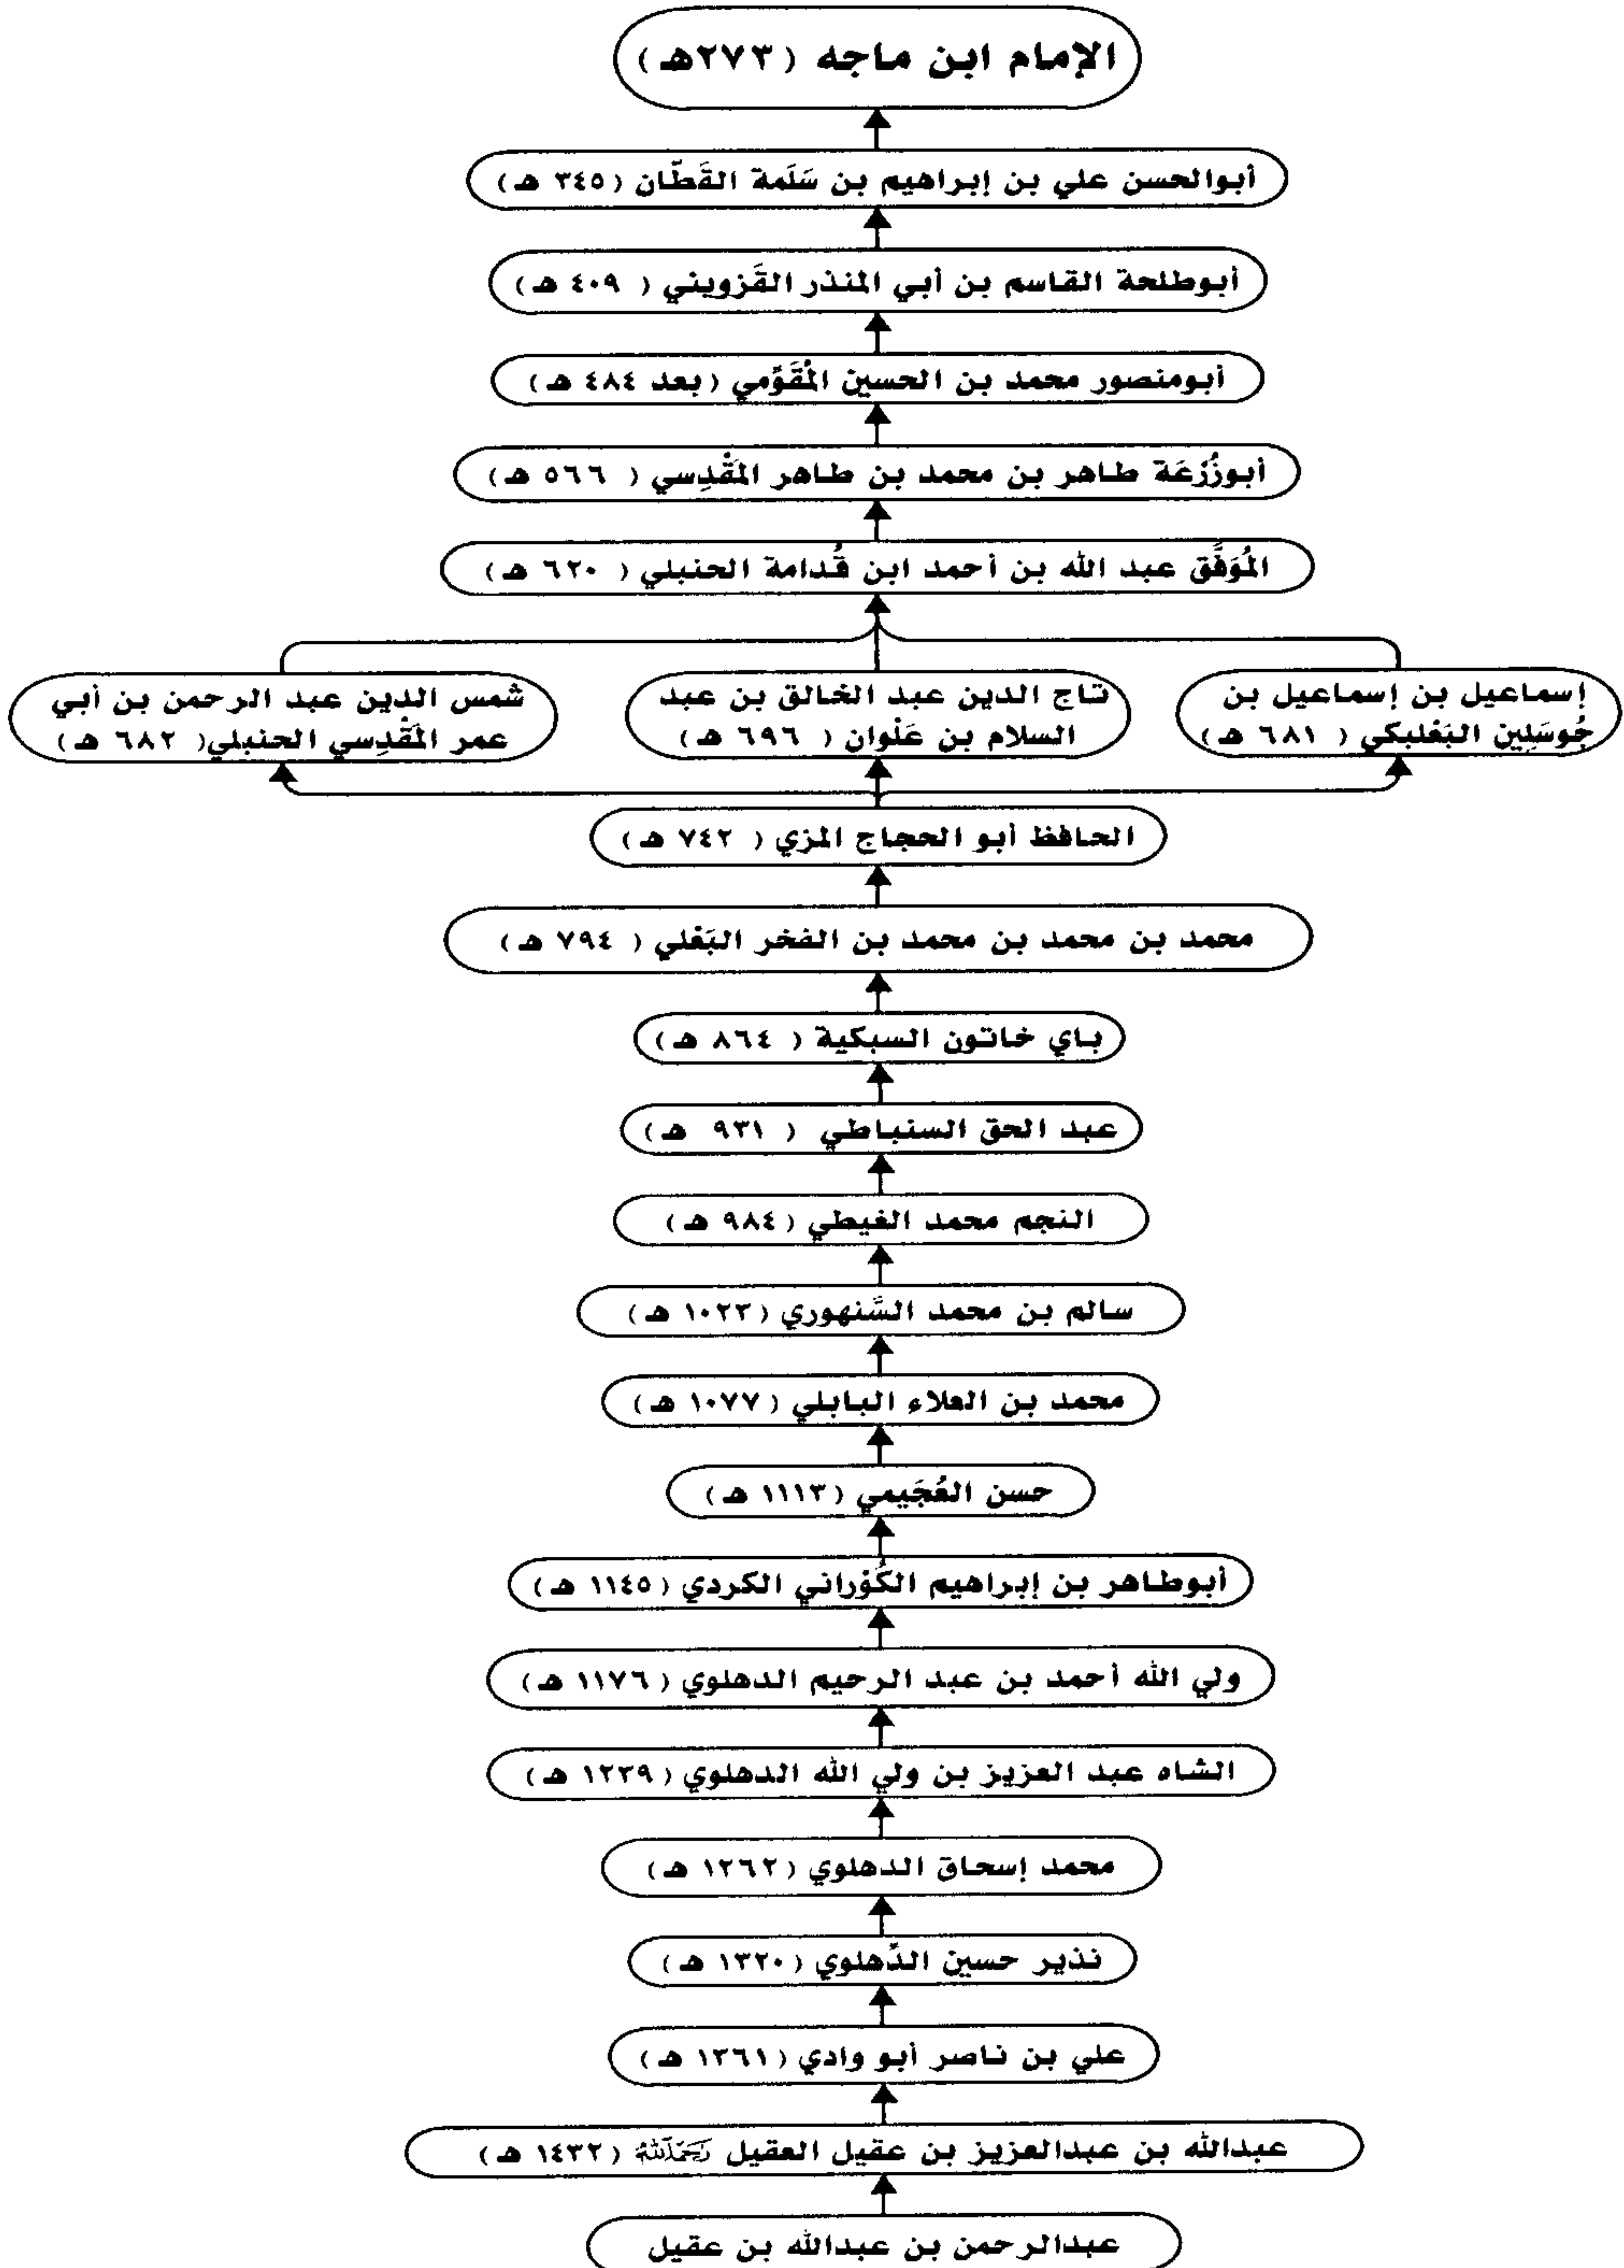 الإمام ابن ماجه (٢٧٣هـ)
أبوالحسن علي بن إبراهيم بن سَلَمة القَطّان (٣٤٥ هـ)
أبوطلحة القاسم بن أبي المنذر القَزويني (٤٠٩ هـ)
أبومنصور محمد بن الحسين المُقَوِّمي (بعد ٤٨٤ هـ)
أبوزُرْعَة طاهر بن محمد بن طاهر المَقْدِسي (٥٦٦ هـ)
المُوَفَّق عبد الله بن أحمد ابن قُدامة الحنبلي (٦٢٠ هـ)
إسماعيل بن إسماعيل بن
جُوسَلِين البَعْلبكي (٦٨١ هـ)
تاج الدين عبد الخالق بن عبد
السلام بن عَلْوان (٦٩٦ هـ)
شمس الدين عبد الرحمن بن أبي
عمر المَقْدِسي الحنبلي (٦٨٢ هـ)
الحافظ أبو الحجاج المزي (٧٤٢ هـ)
محمد بن محمد بن محمد بن الفخر البَعْلي (٧٩٤ هـ)
باي خاتون السبكية (٨٦٤ هـ)
عبد الحق السنباطي (٩٣١ هـ)
النجم محمد الغيطي (٩٨٤ هـ)
سالم بن محمد السَّنهوري (١٠٢٣ هـ)
محمد بن العلاء البابلي (١٠٧٧ هـ)
حسن العُجَيمي (١١١٣ هـ)
أبوطاهر بن إبراهيم الكُوْراني الكردي (١١٤٥ هـ)
ولي الله أحمد بن عبد الرحيم الدهلوي (١١٧٦ هـ)
الشاه عبد العزيز بن ولي الله الدهلوي (١٢٣٩ هـ)
محمد إسحاق الدهلوي (١٢٦٢ هـ)
نذير حسين الدِّهلوي (١٣٢٠ هـ)
علي بن ناصر أبو وادي (١٣٦١ هـ)
عبدالله بن عبدالعزيز بن عقيل العقيل رَحِمَهُ اللَّهُ (١٤٣٢ هـ)
عبدالرحمن بن عبدالله بن عقيل